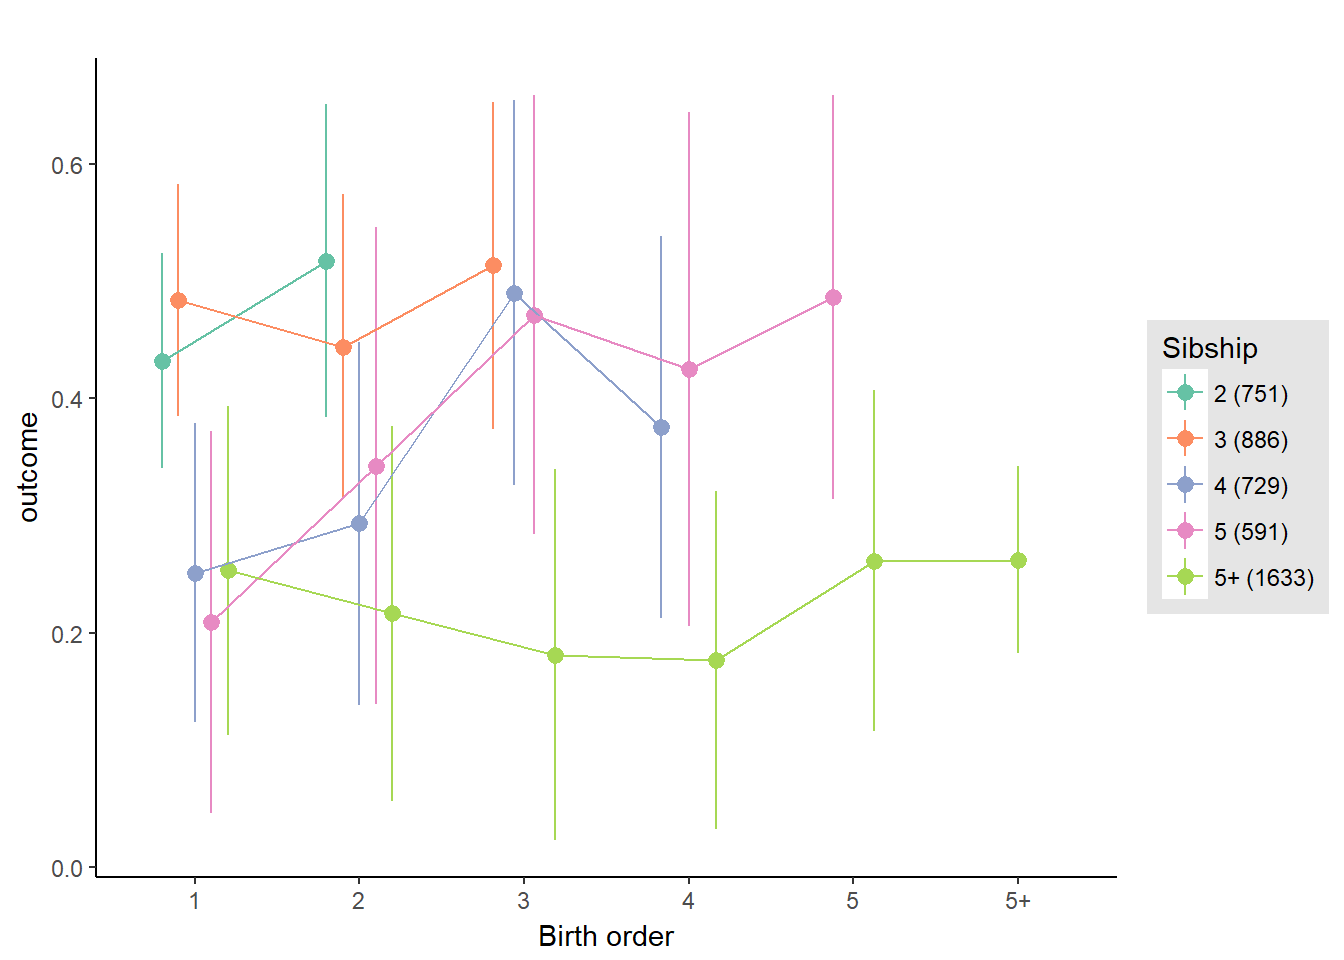 0.6
0.4
0.2
0.0
outcome
1 2 3 4 5 5+
Birth order
Sibship
2 (751)
3 (886)
4 (729)
5 (591)
5+ (1633)